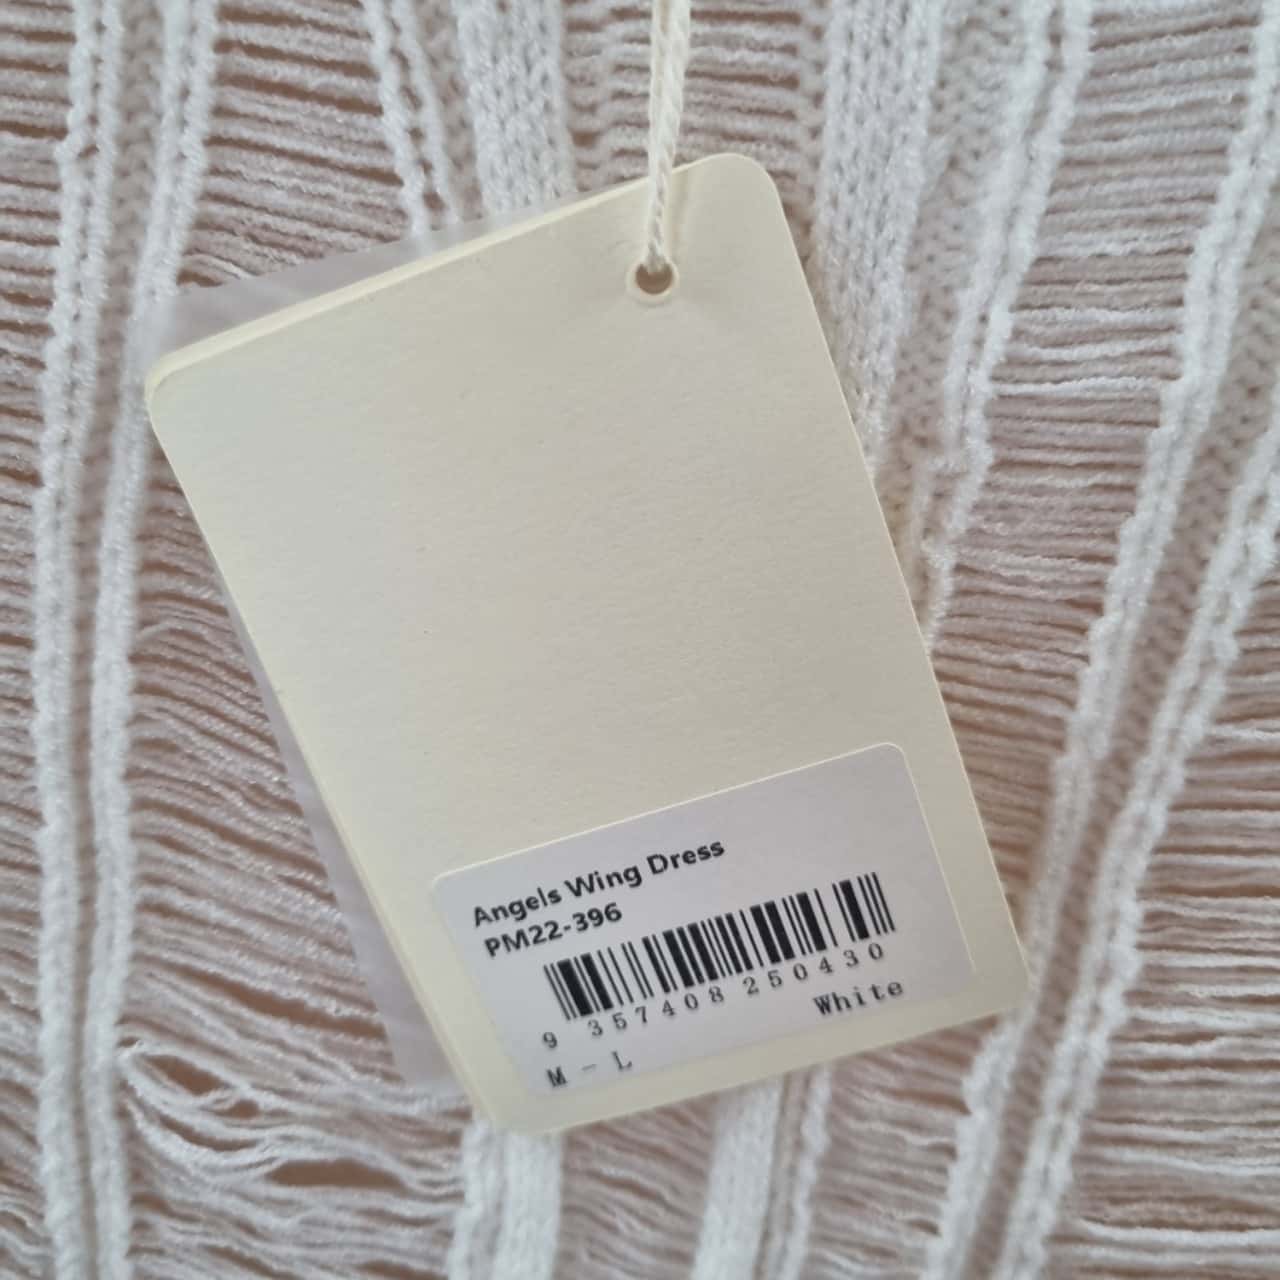 Angels Wing Dress
PM22-396
9 357408 250430
White
M - L